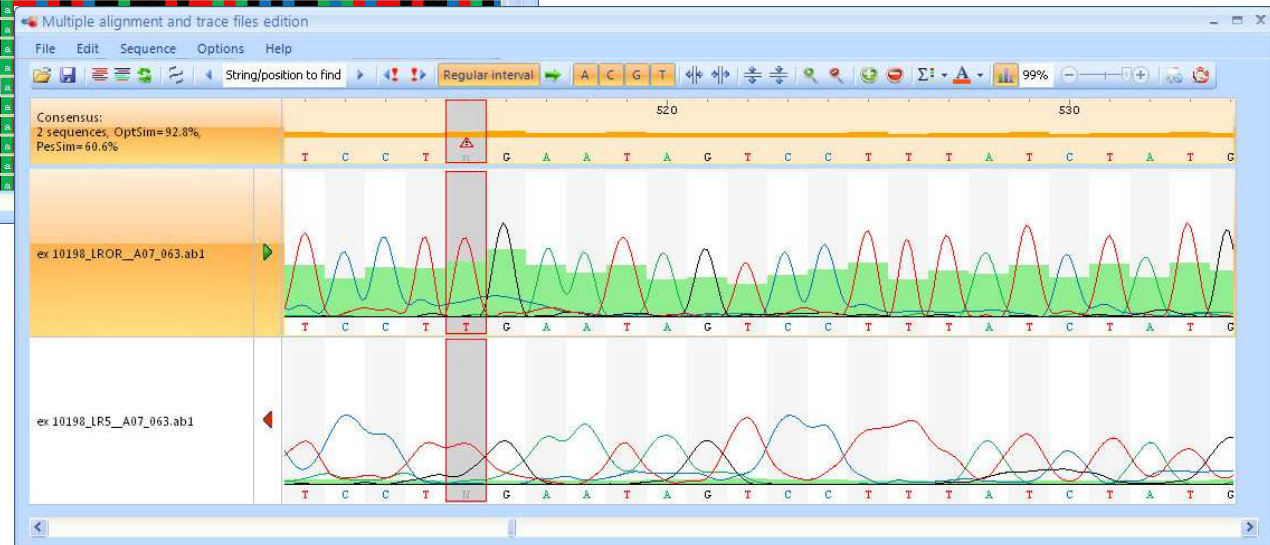 Multiple alignment and trace files edition
File Edit Sequence Options Help
String/position to find Regular interval A C G T Σ A 99%
520 530
Consensus:
2 sequences, OptSim=92.8%,
PesSim=60.6%
T C C T n G A A T A G T C C T T T A T C T A T G
ex 10198_LROR__A07_063.ab1
T C C T T G A A T A G T C C T T T A T C T A T G
ex 10198_LR5__A07_063.ab1
T C C T N G A A T A G T C C T T T A T C T A T G
a
a
a
a
a
a
a
a
a
a